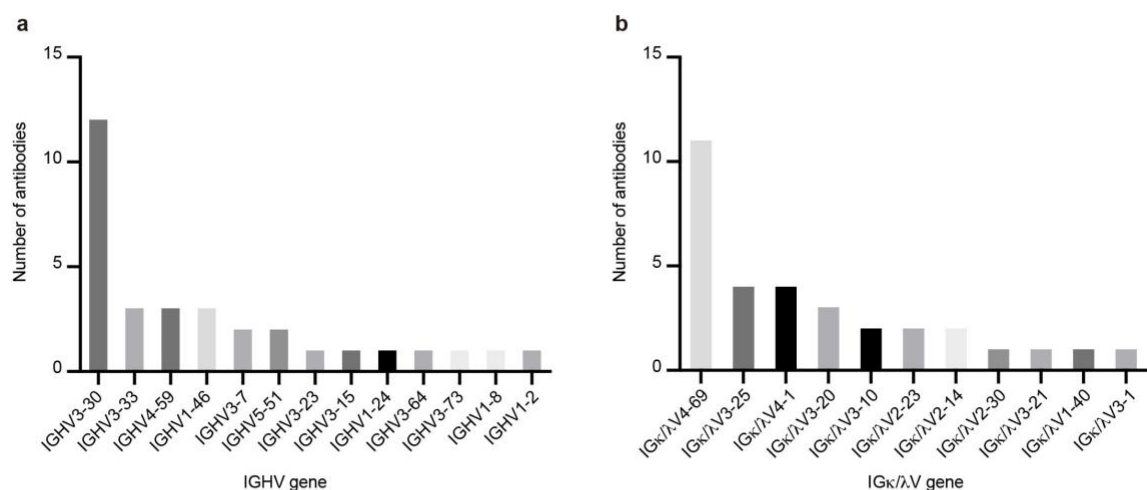 a
15
10
5
0
Number of antibodies
IGHV3-30
IGHV3-33
IGHV4-59
IGHV1-46
IGHV3-7
IGHV5-51
IGHV3-23
IGHV3-15
IGHV1-24
IGHV3-64
IGHV3-73
IGHV1-8
IGHV1-2
IGHV gene
b
15
10
5
0
Number of antibodies
IGκ/λV4-69
IGκ/λV3-25
IGκ/λV4-1
IGκ/λV3-20
IGκ/λV3-10
IGκ/λV2-23
IGκ/λV2-14
IGκ/λV2-30
IGκ/λV3-21
IGκ/λV1-40
IGκ/λV3-1
IGκ/λV gene